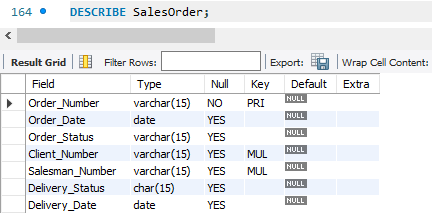 164 DESCRIBE SalesOrder;
Result Grid Filter Rows: Export: Wrap Cell Content:
Field Type Null Key Default Extra
Order_Number varchar(15) NO PRI NULL
Order_Date date YES NULL
Order_Status varchar(15) YES NULL
Client_Number varchar(15) YES MUL NULL
Salesman_Number varchar(15) YES MUL NULL
Delivery_Status char(15) YES NULL
Delivery_Date date YES NULL